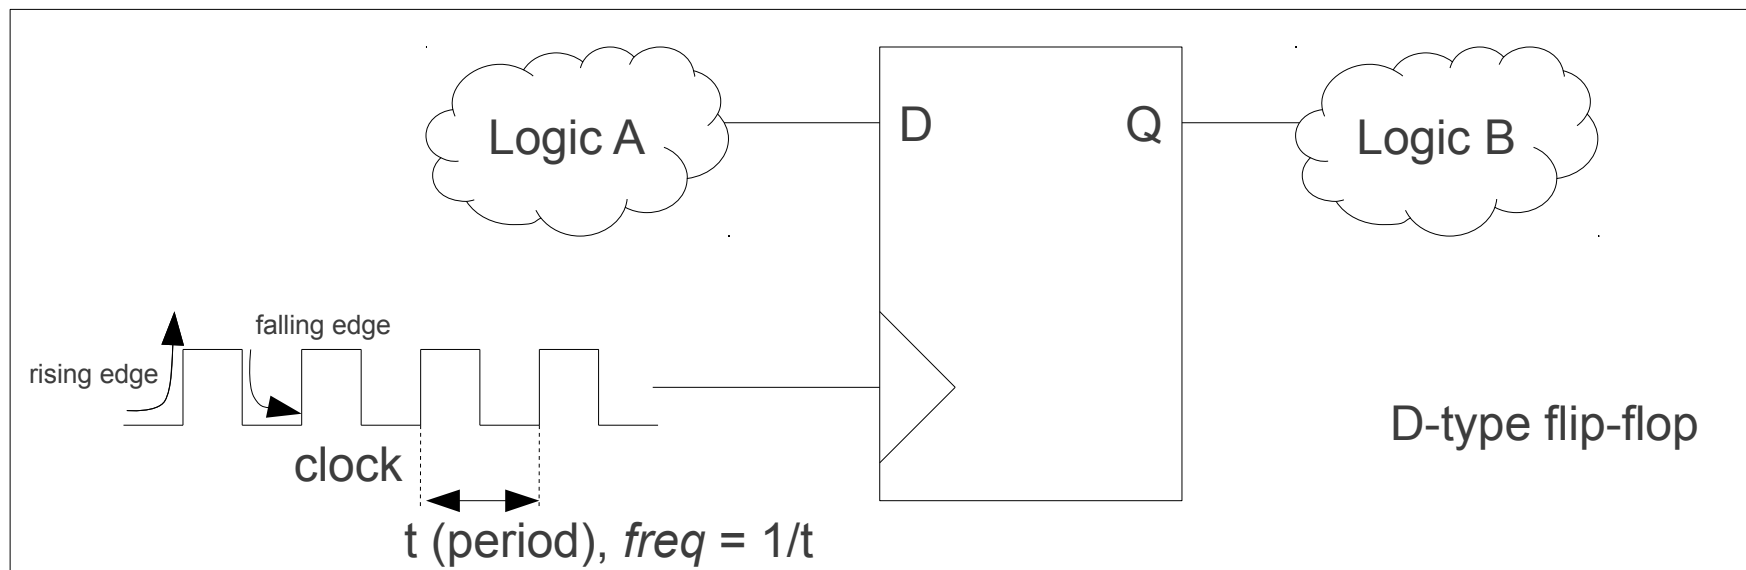 Logic A
D
Q
Logic B
falling edge
rising edge
clock
D-type flip-flop
t (period), freq = 1/t